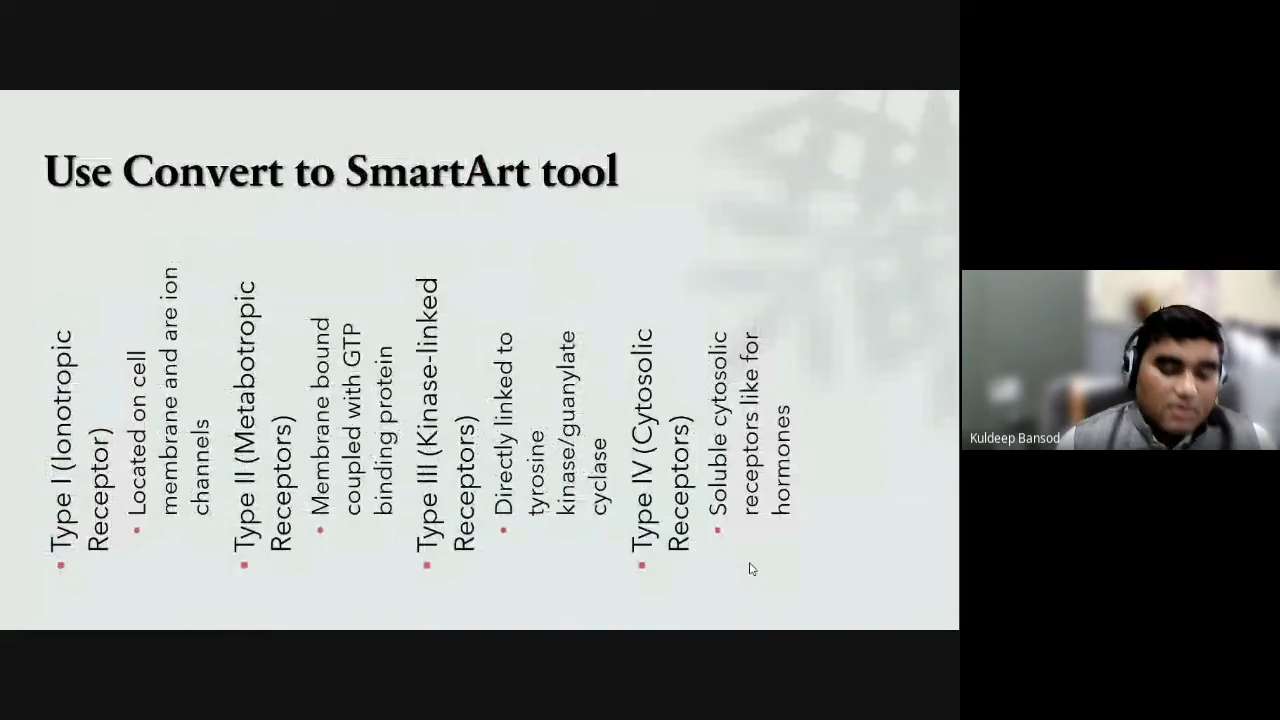 Use Convert to SmartArt tool
Type I (Ionotropic
Receptor)
Located on cell
membrane and are ion
channels
Type II (Metabotropic
Receptors)
Membrane bound
coupled with GTP
binding protein
Type III (Kinase-linked
Receptors)
Directly linked to
tyrosine
kinase/guanylate
cyclase
Type IV (Cytosolic
Receptors)
Soluble cytosolic
receptors like for
hormones
Kuldeep Bansod